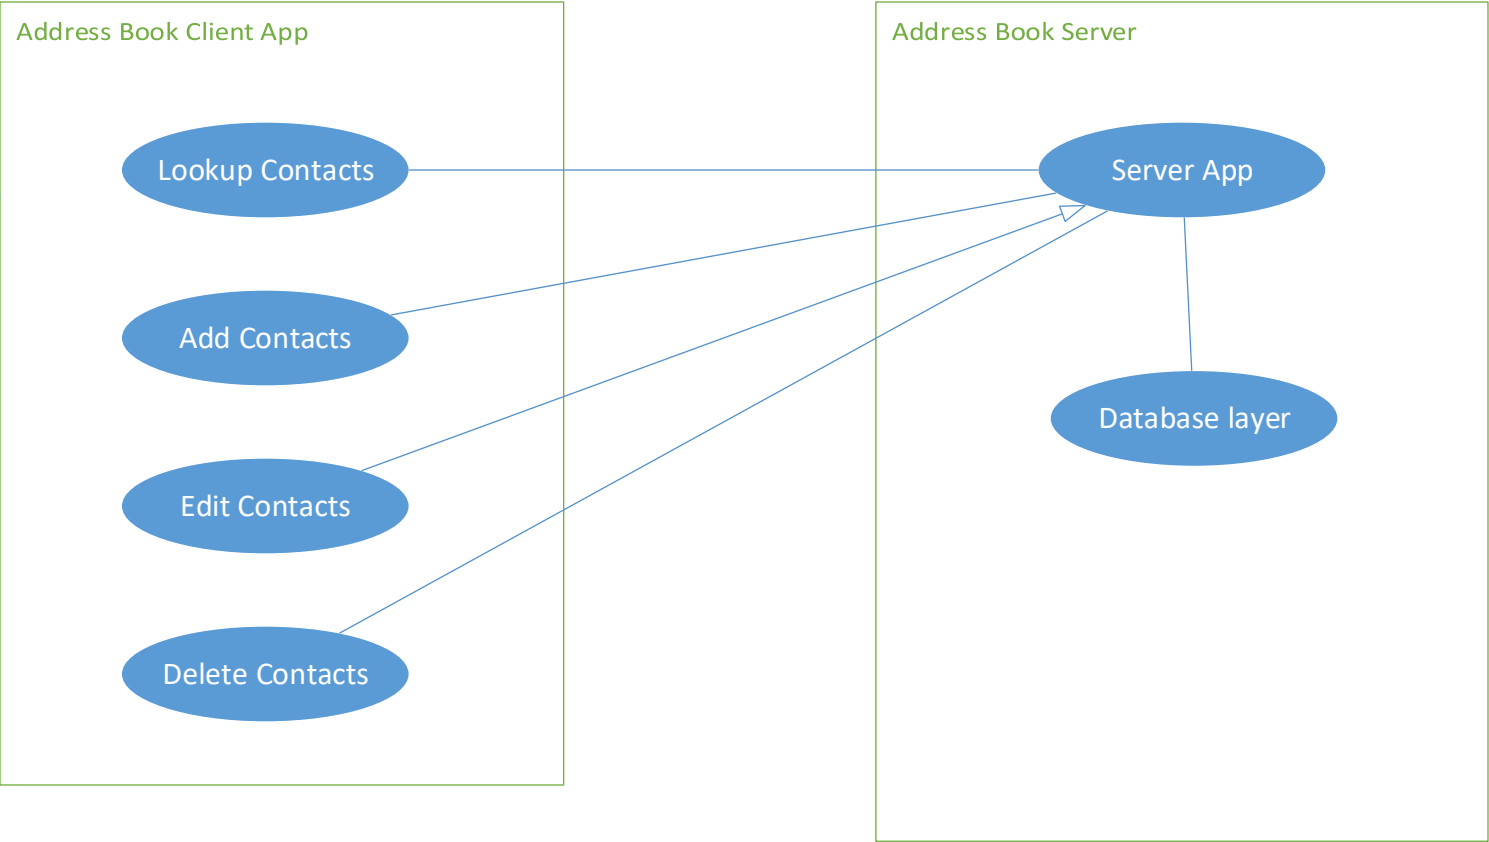 Address Book Client App
Lookup Contacts
Add Contacts
Edit Contacts
Delete Contacts
Address Book Server
Server App
Database layer